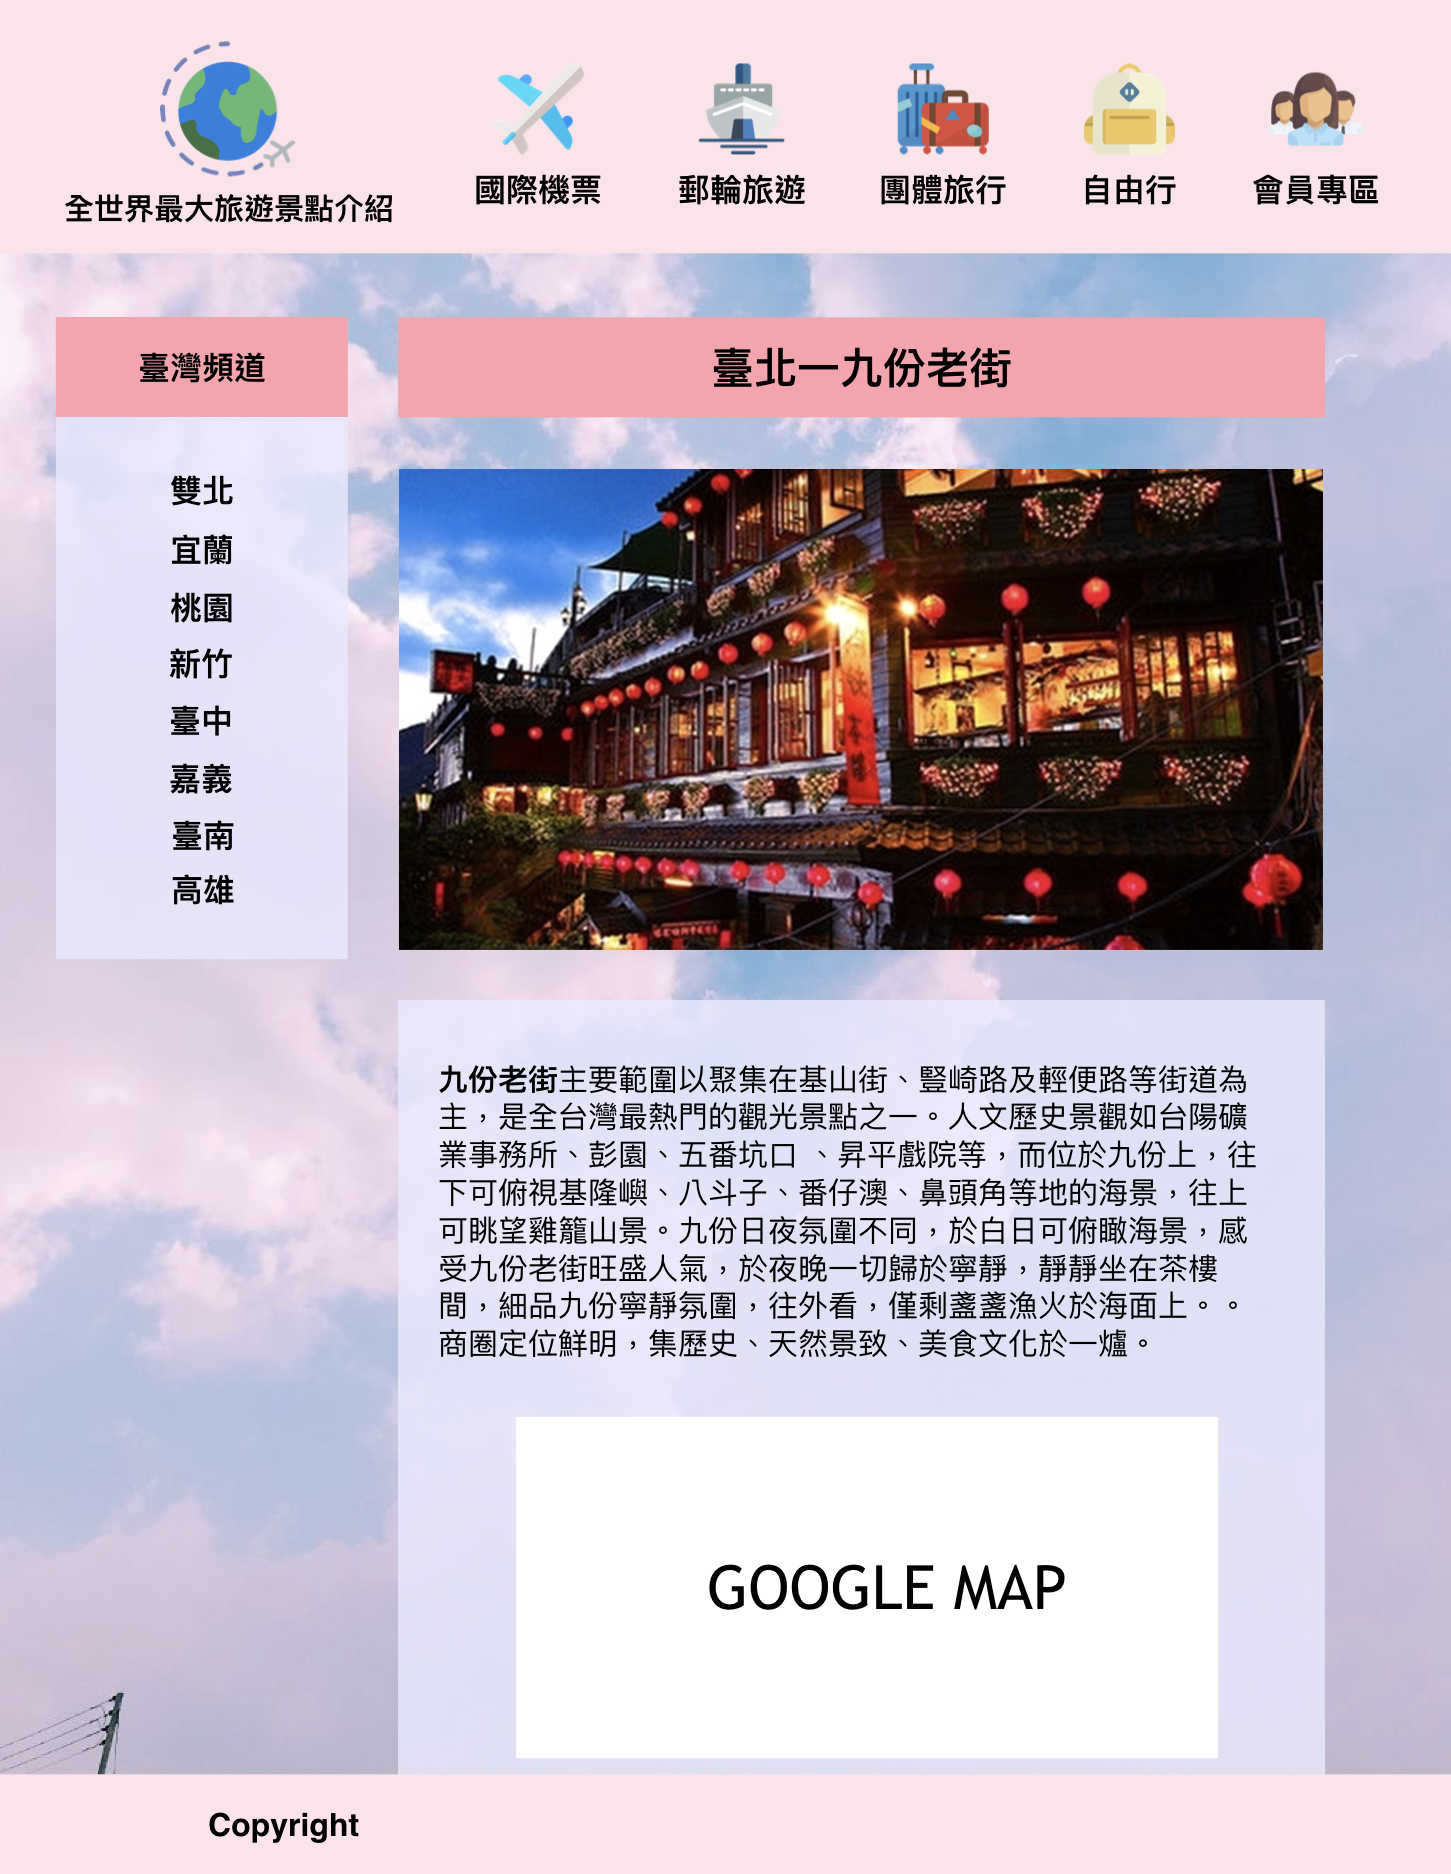 全世界最大旅遊景點介紹
國際機票
郵輪旅遊
團體旅行
自由行
會員專區
臺灣頻道
雙北
宜蘭
桃園
新竹
臺中
嘉義
臺南
高雄
臺北一九份老街
九份老街主要範圍以聚集在基山街、豎崎路及輕便路等街道為
主，是全台灣最熱門的觀光景點之一。人文歷史景觀如台陽礦
業事務所、彭園、五番坑口 、昇平戲院等，而位於九份上，往
下可俯視基隆嶼、八斗子、番仔澳、鼻頭角等地的海景，往上
可眺望雞籠山景。九份日夜氛圍不同，於白日可俯瞰海景，感
受九份老街旺盛人氣，於夜晚一切歸於寧靜，靜靜坐在茶樓
間，細品九份寧靜氛圍，往外看，僅剩盞盞漁火於海面上。。
商圈定位鮮明，集歷史、天然景致、美食文化於一爐。
GOOGLE MAP
Copyright